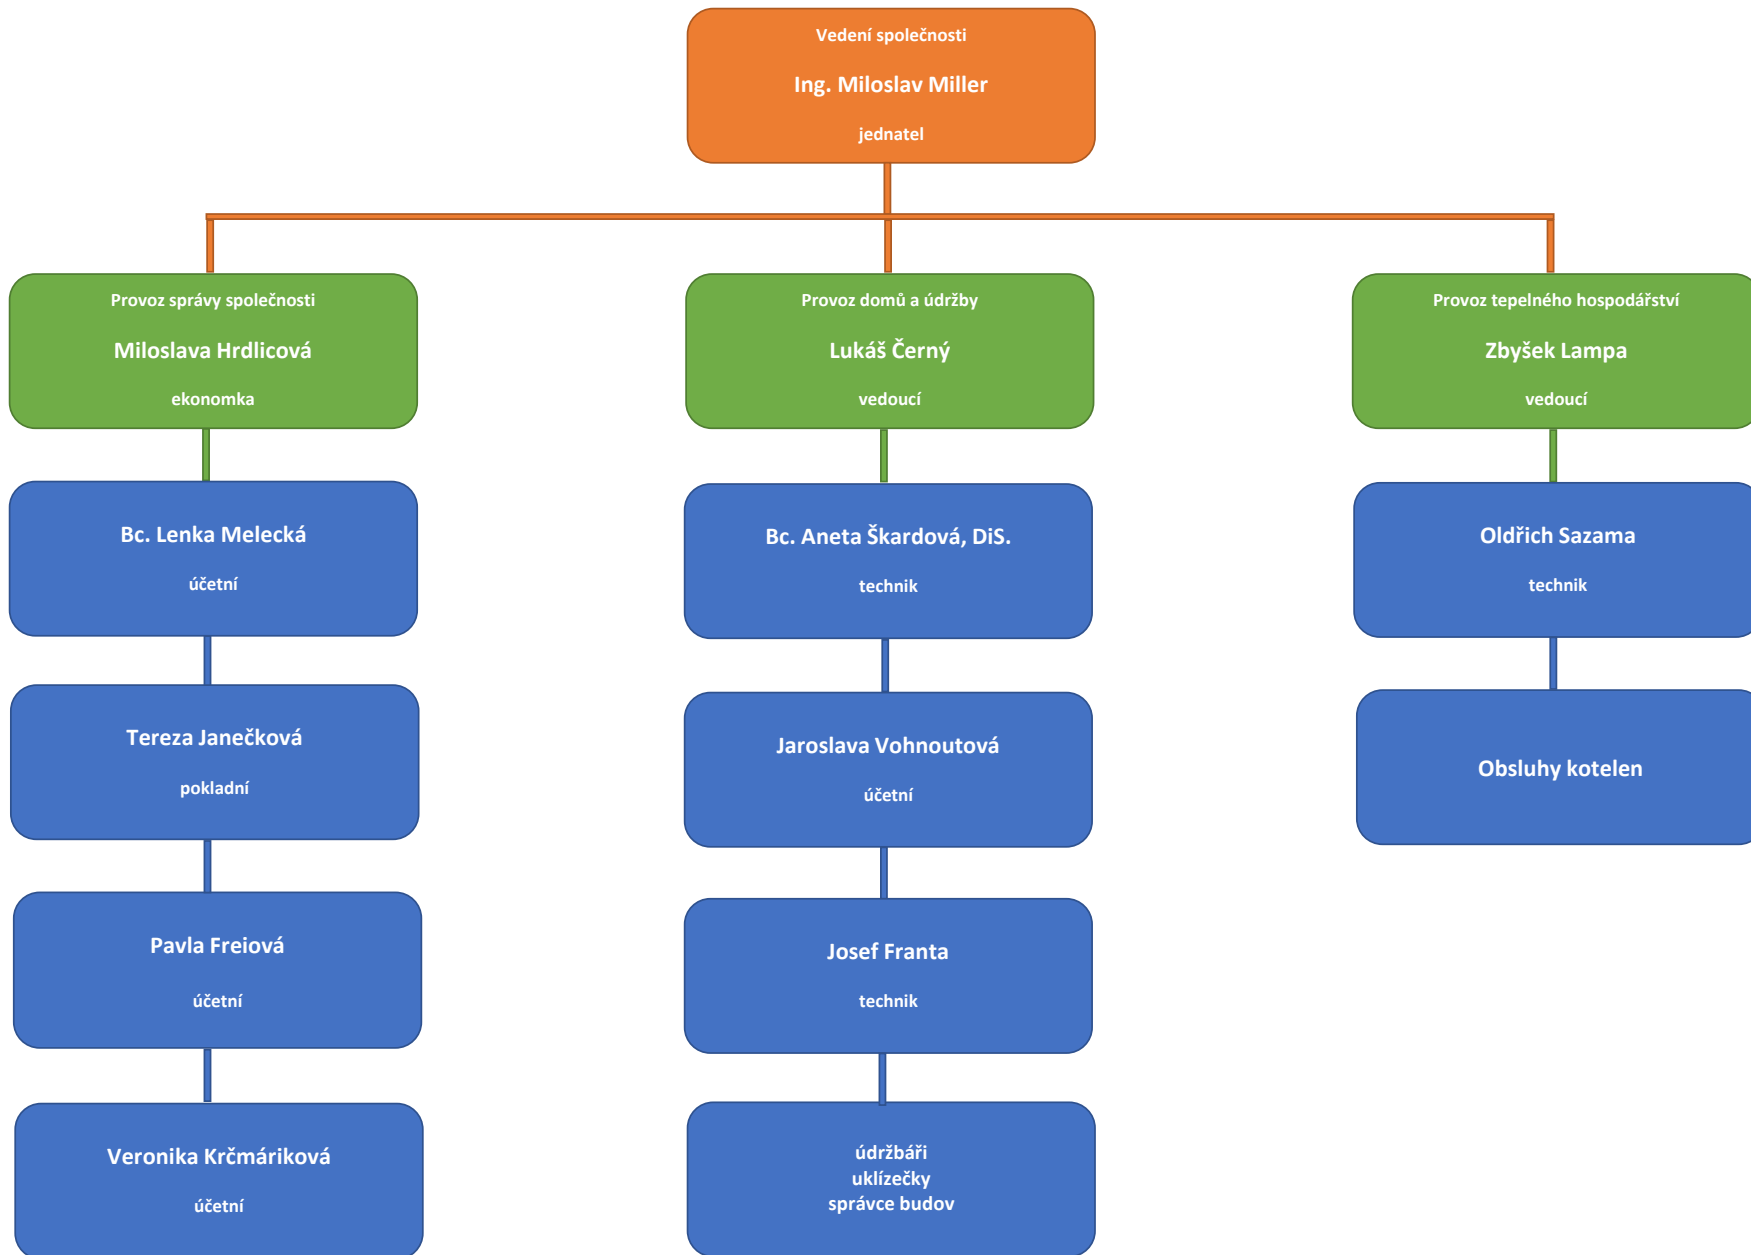 Vedení společnosti
Ing. Miloslav Miller
jednatel
Provoz správy společnosti
Miloslava Hrdlicová
ekonomka
Provoz domů a údržby
Lukáš Černý
vedoucí
Provoz tepelného hospodářství
Zbyšek Lampa
vedoucí
Bc. Lenka Melecká
účetní
Bc. Aneta Škardová, DiS.
technik
Oldřich Sazama
technik
Tereza Janečková
pokladní
Jaroslava Vohnoutová
účetní
Obsluhy kotelen
Pavla Freiová
účetní
Josef Franta
technik
Veronika Krčmáriková
účetní
údržbáři
uklízečky
správce budov